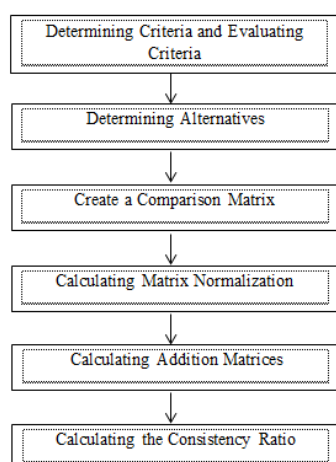 Determining Criteria and Evaluating
Criteria
Determining Alternatives
Create a Comparison Matrix
Calculating Matrix Normalization
Calculating Addition Matrices
Calculating the Consistency Ratio